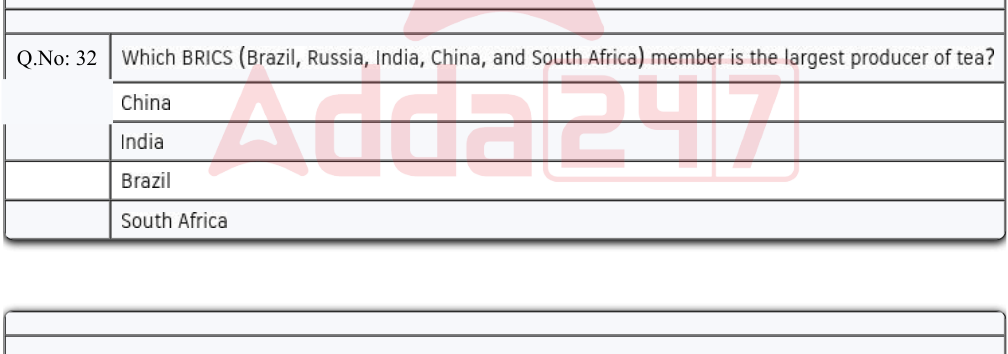 Q.No: 32 Which BRICS (Brazil, Russia, India, China, and South Africa) member is the largest producer of tea?
China
India
Brazil
South Africa
Adda247